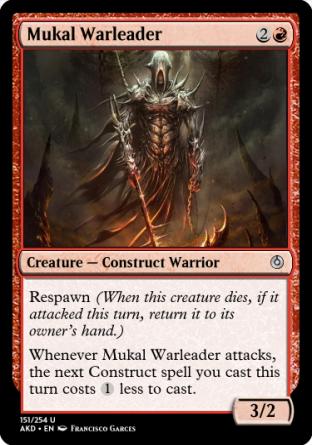 Mukal Warleader 2
Creature — Construct Warrior
Respawn (When this creature dies, if it
attacked this turn, return it to its
owner's hand.)
Whenever Mukal Warleader attacks,
the next Construct spell you cast this
turn costs 1 less to cast.
3/2
151/254 U
AKD • EN Francisco Garces